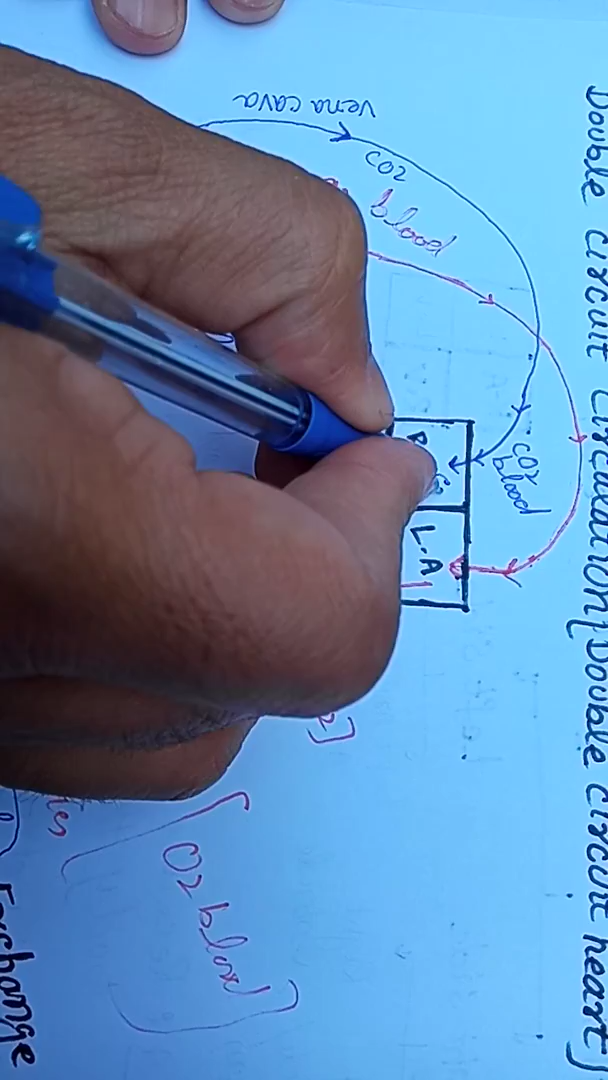 Double circuit circulation [Double circuit heart]
vena cava
CO2
blood
CO2
blood
L.A
O2 blood
Exchange